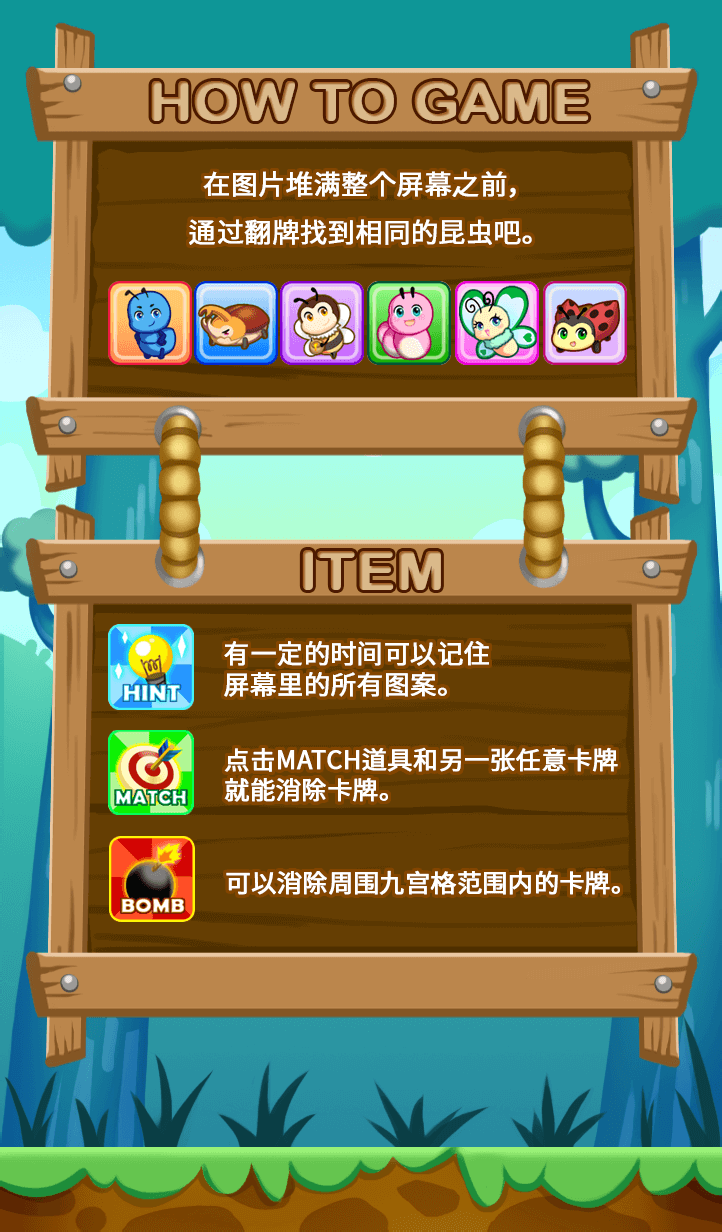 HOW TO GAME
在图片堆满整个屏幕之前，
通过翻牌找到相同的昆虫吧。
ITEM
HINT
有一定的时间可以记住
屏幕里的所有图案。
MATCH
点击MATCH道具和另一张任意卡牌
就能消除卡牌。
BOMB
可以消除周围九宫格范围内的卡牌。